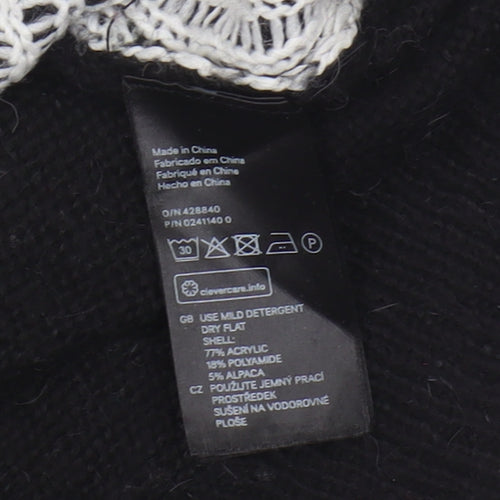 Made in China
Fabricado em China
Fabriqué en Chine
Hecho en China
O/N 428840
P/N 0241140 0
30 P
clevercare.info
GB USE MILD DETERGENT
DRY FLAT
SHELL:
77% ACRYLIC
18% POLYAMIDE
5% ALPACA
CZ POUŽIJTE JEMNÝ PRACÍ
PROSTŘEDEK
SUŠENÍ NA VODOROVNÉ
PLOŠE